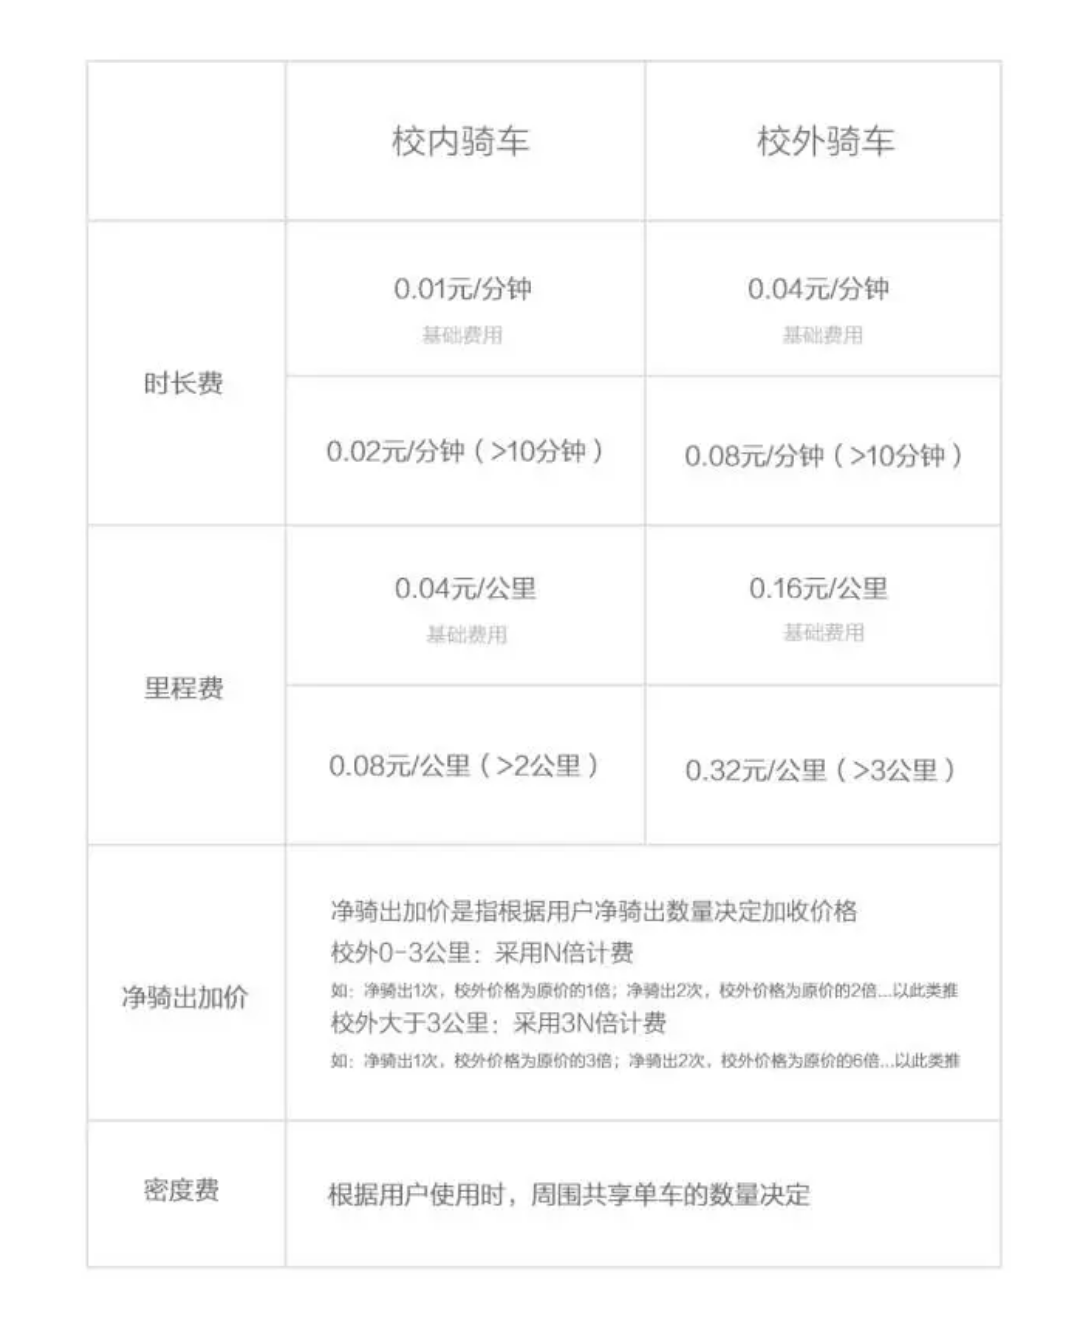 校内骑车
校外骑车
时长费
0.01元/分钟
基础费用
0.04元/分钟
基础费用
0.02元/分钟（>10分钟）
0.08元/分钟（>10分钟）
里程费
0.04元/公里
基础费用
0.16元/公里
基础费用
0.08元/公里（>2公里）
0.32元/公里（>3公里）
净骑出加价
净骑出加价是指根据用户净骑出数量决定加收价格
校外0-3公里：采用N倍计费
如：净骑出1次，校外价格为原价的1倍；净骑出2次，校外价格为原价的2倍...以此类推
校外大于3公里：采用3N倍计费
如：净骑出1次，校外价格为原价的3倍；净骑出2次，校外价格为原价的6倍...以此类推
密度费
根据用户使用时，周围共享单车的数量决定